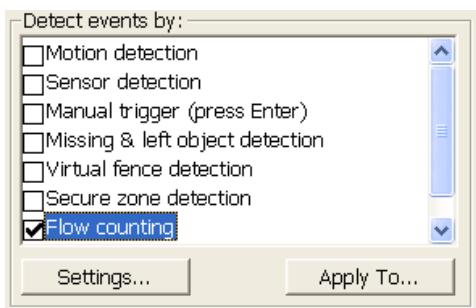 Detect events by:
Motion detection
Sensor detection
Manual trigger (press Enter)
Missing & left object detection
Virtual fence detection
Secure zone detection
Flow counting
Settings... Apply To...